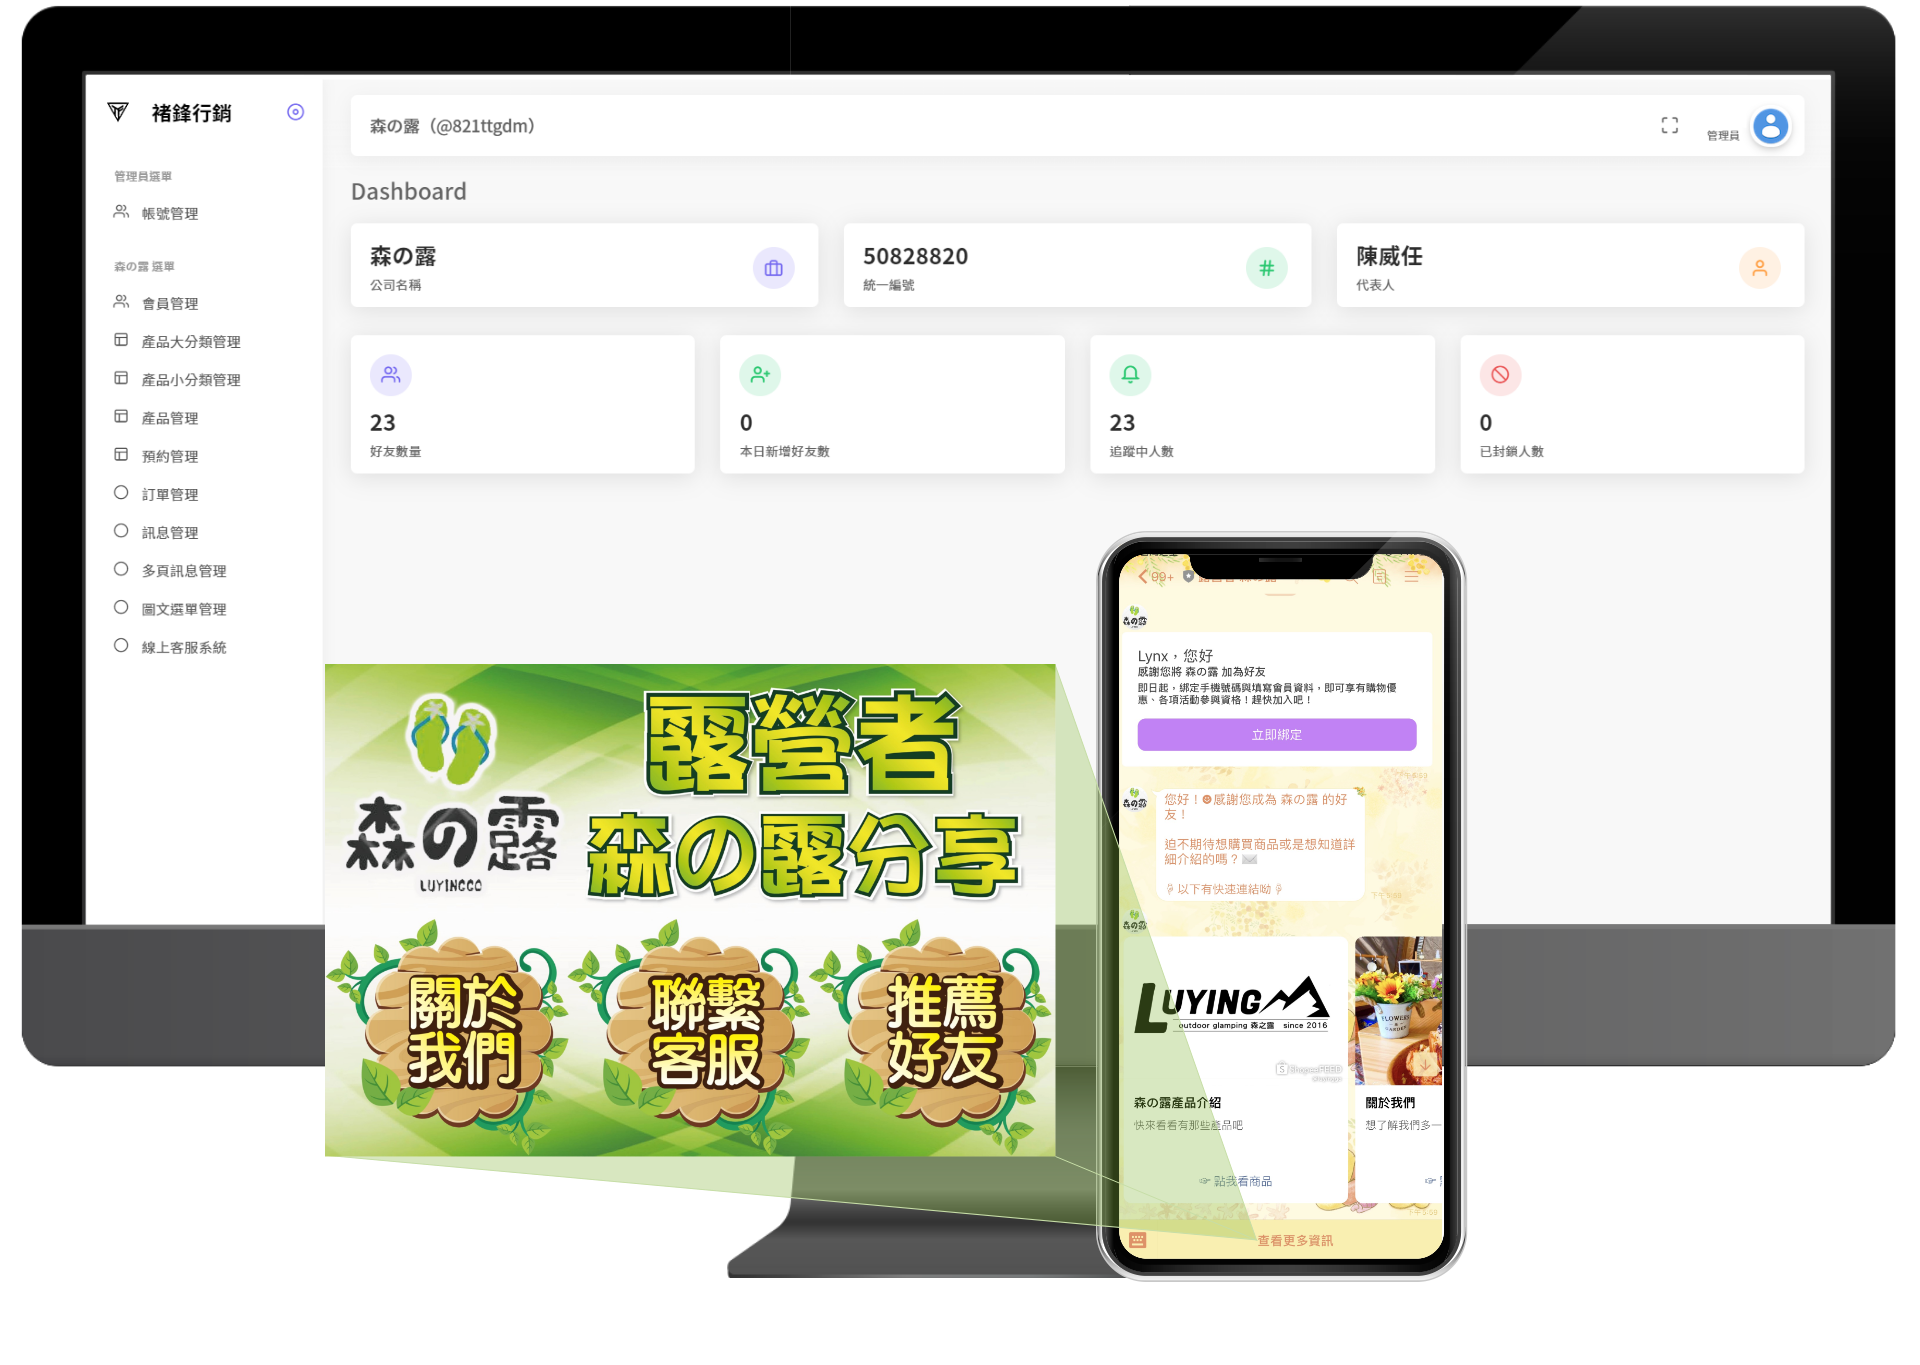 褚鋒行銷
管理員選單
帳號管理
森の露 選單
會員管理
產品大分類管理
產品小分類管理
產品管理
預約管理
訂單管理
訊息管理
多頁訊息管理
圖文選單管理
線上客服系統
森の露（@821ttgdm）
管理員
Dashboard
森の露
公司名稱
50828820
統一編號
陳威任
代表人
23
好友數量
0
本日新增好友數
23
追蹤中人數
0
已封鎖人數
森の露
LUYINGCO
露營者
森の露分享
關於
我們
聯繫
客服
推薦
好友
99+
森の露
Lynx，您好
感謝您將 森の露 加為好友
即日起，綁定手機號碼與填寫會員資料，即可享有購物優
惠、各項活動參與資格！趕快加入吧！
立即綁定
森の露
您好！☻感謝您成為 森の露 的好
友！
迫不期待想購買商品或是想知道詳
細介紹的嗎？✉
以下有快速連結呦
森の露
LUYING
outdoor glamping 森之露 since 2016
ShopeeFEED
森の露產品介紹
快來看看有那些產品吧
☞ 點我看商品
FLOWERS
&
GARDEN
關於我們
想了解我們多一
查看更多資訊